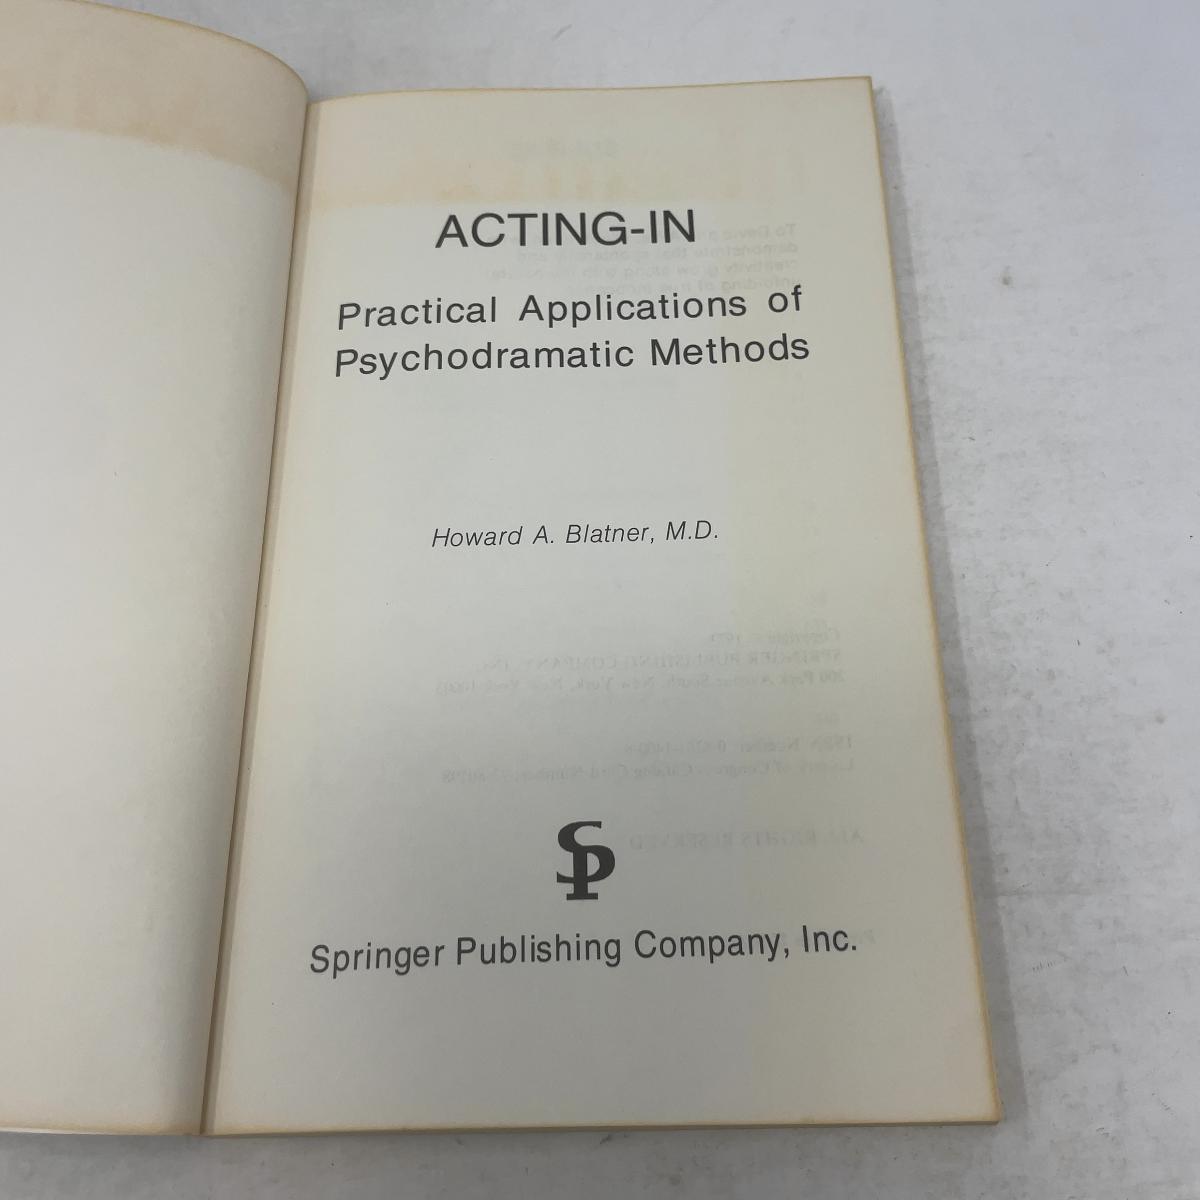 ACTING-IN
Practical Applications of
Psychodramatic Methods
Howard A. Blatner, M.D.
SP
Springer Publishing Company, Inc.